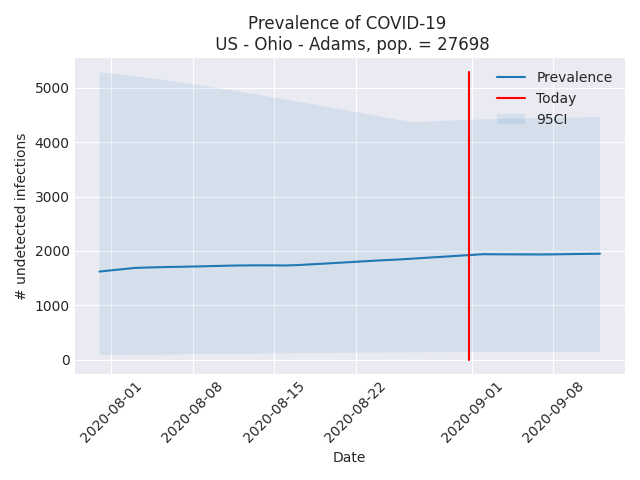 Prevalence of COVID-19
US - Ohio - Adams, pop. = 27698
Prevalence
Today
95CI
# undetected infections
5000
4000
3000
2000
1000
0
2020-08-01
2020-08-08
2020-08-15
2020-08-22
2020-09-01
2020-09-08
Date